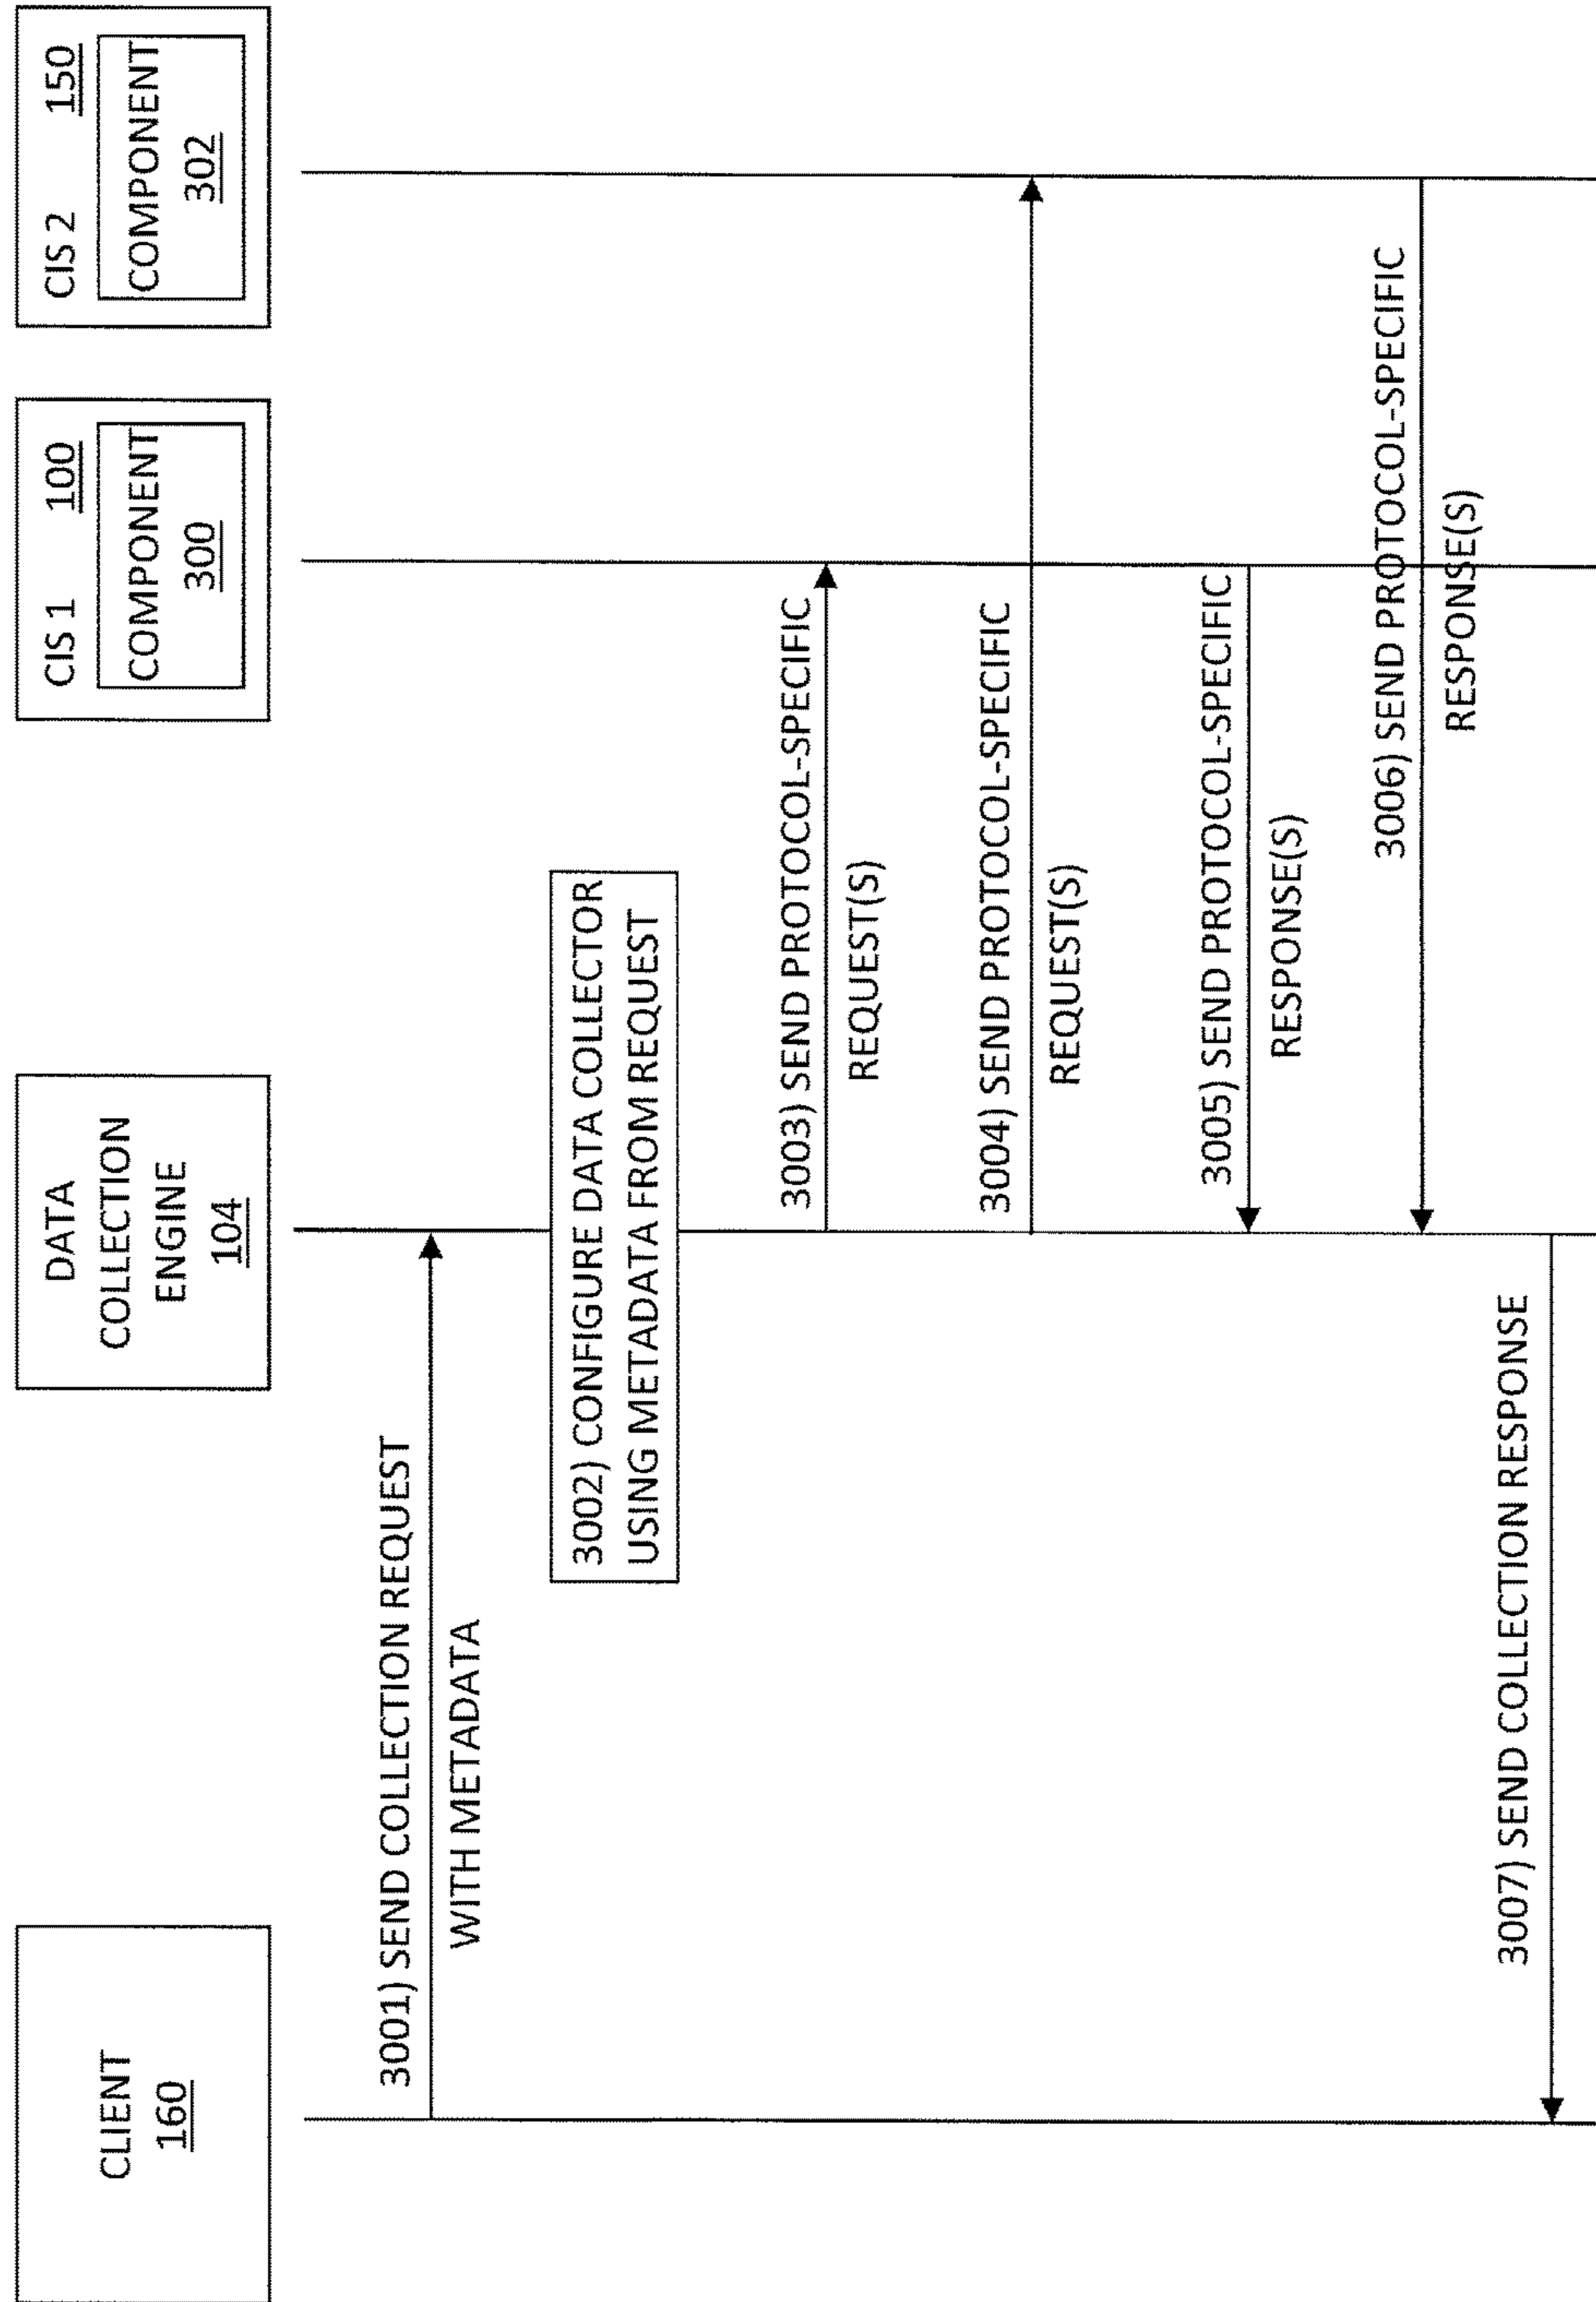 CLIENT
160
DATA
COLLECTION
ENGINE
104
CIS 1 100
COMPONENT
300
CIS 2 150
COMPONENT
302
3001) SEND COLLECTION REQUEST
WITH METADATA
3002) CONFIGURE DATA COLLECTOR
USING METADATA FROM REQUEST
3003) SEND PROTOCOL-SPECIFIC
REQUEST(S)
3004) SEND PROTOCOL-SPECIFIC
REQUEST(S)
3005) SEND PROTOCOL-SPECIFIC
RESPONSE(S)
3006) SEND PROTOCOL-SPECIFIC
RESPONSE(S)
3007) SEND COLLECTION RESPONSE